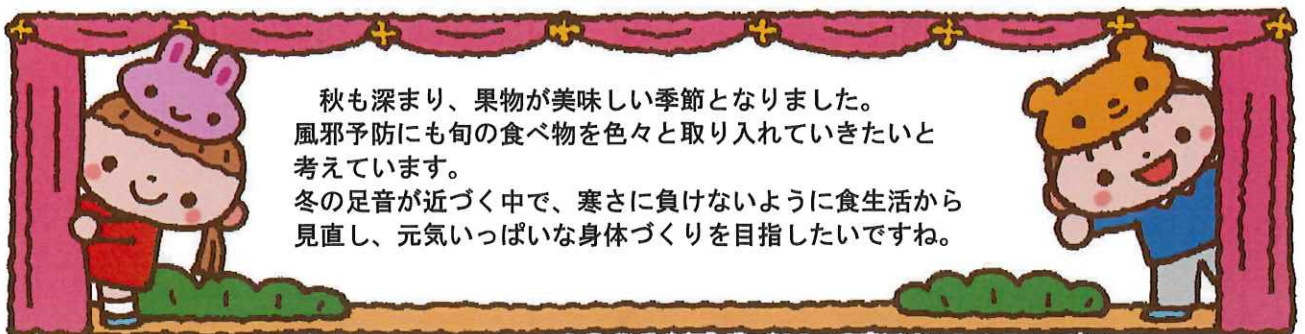 秋も深まり、果物が美味しい季節となりました。
風邪予防にも旬の食べ物を色々と取り入れていきたいと
考えています。
冬の足音が近づく中で、寒さに負けないように食生活から
見直し、元気いっぱいな身体づくりを目指したいですね。